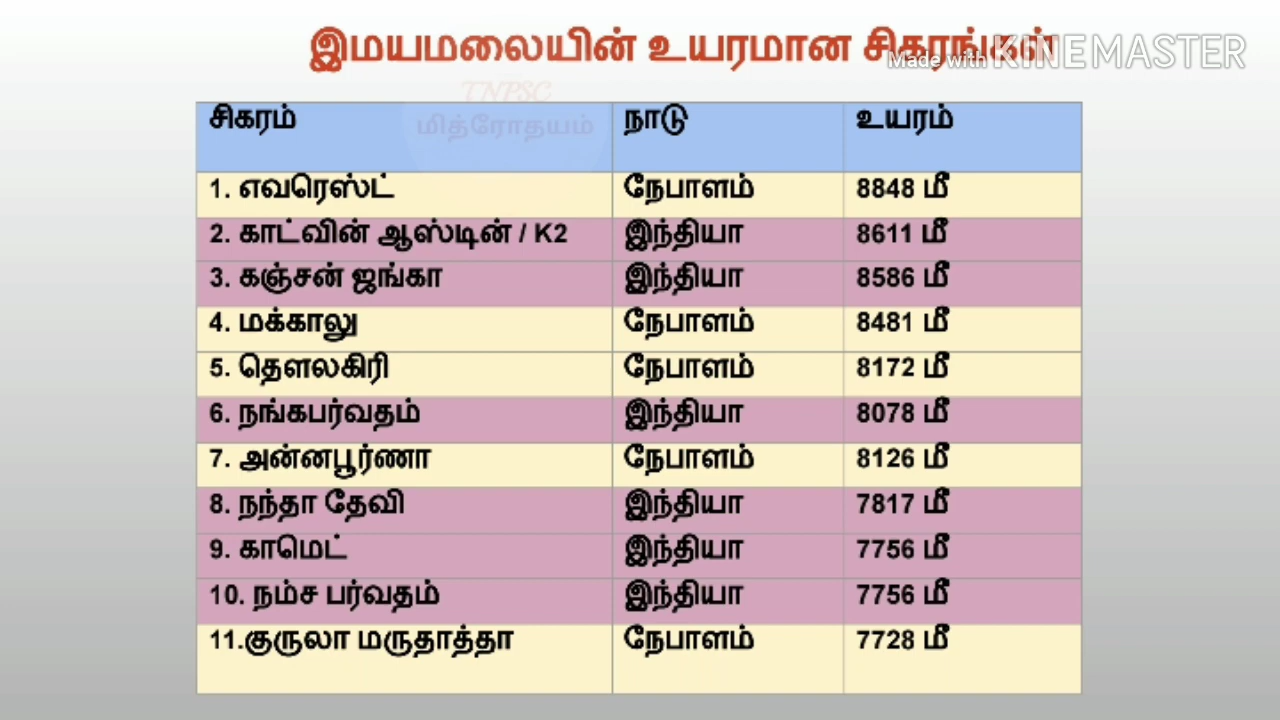 இமயமலையின் உயரமான சிகரங்கள்
Made with KINEMASTER
TNPSC
மித்ரோதயம்
சிகரம் நாடு உயரம்
1. எவரெஸ்ட் நேபாளம் 8848 மீ
2. காட்வின் ஆஸ்டின் / K2 இந்தியா 8611 மீ
3. கஞ்சன் ஜங்கா இந்தியா 8586 மீ
4. மக்காலு நேபாளம் 8481 மீ
5. தௌலகிரி நேபாளம் 8172 மீ
6. நங்கபர்வதம் இந்தியா 8078 மீ
7. அன்னபூர்ணா நேபாளம் 8126 மீ
8. நந்தா தேவி இந்தியா 7817 மீ
9. காமெட் இந்தியா 7756 மீ
10. நம்ச பர்வதம் இந்தியா 7756 மீ
11.குருலா மருதாத்தா நேபாளம் 7728 மீ